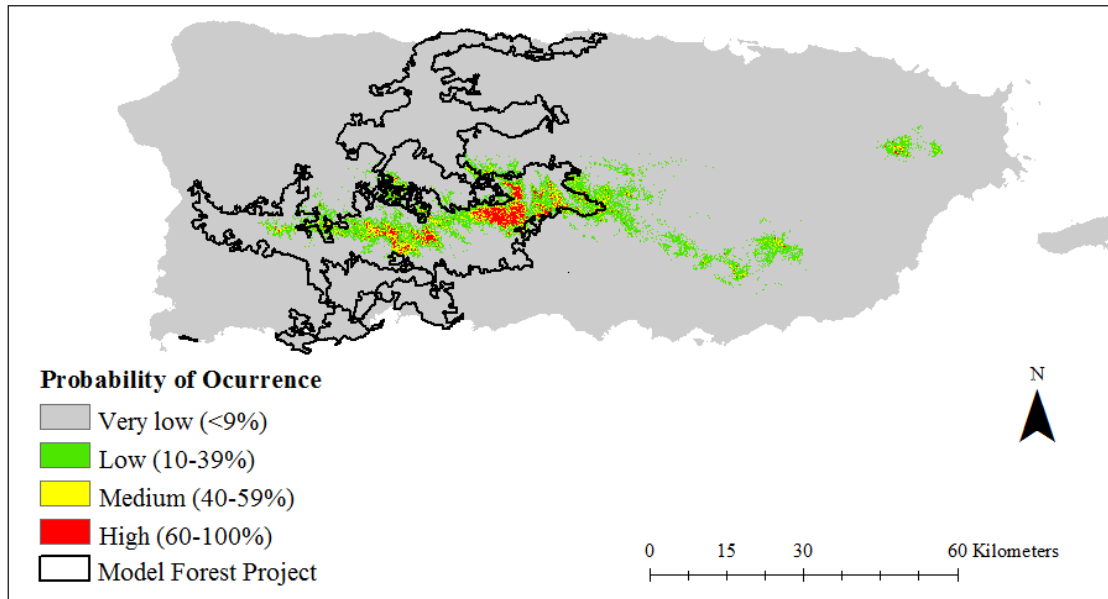 Probability of Ocurrence
Very low (<9%)
Low (10-39%)
Medium (40-59%)
High (60-100%)
Model Forest Project
N
0 15 30 60 Kilometers